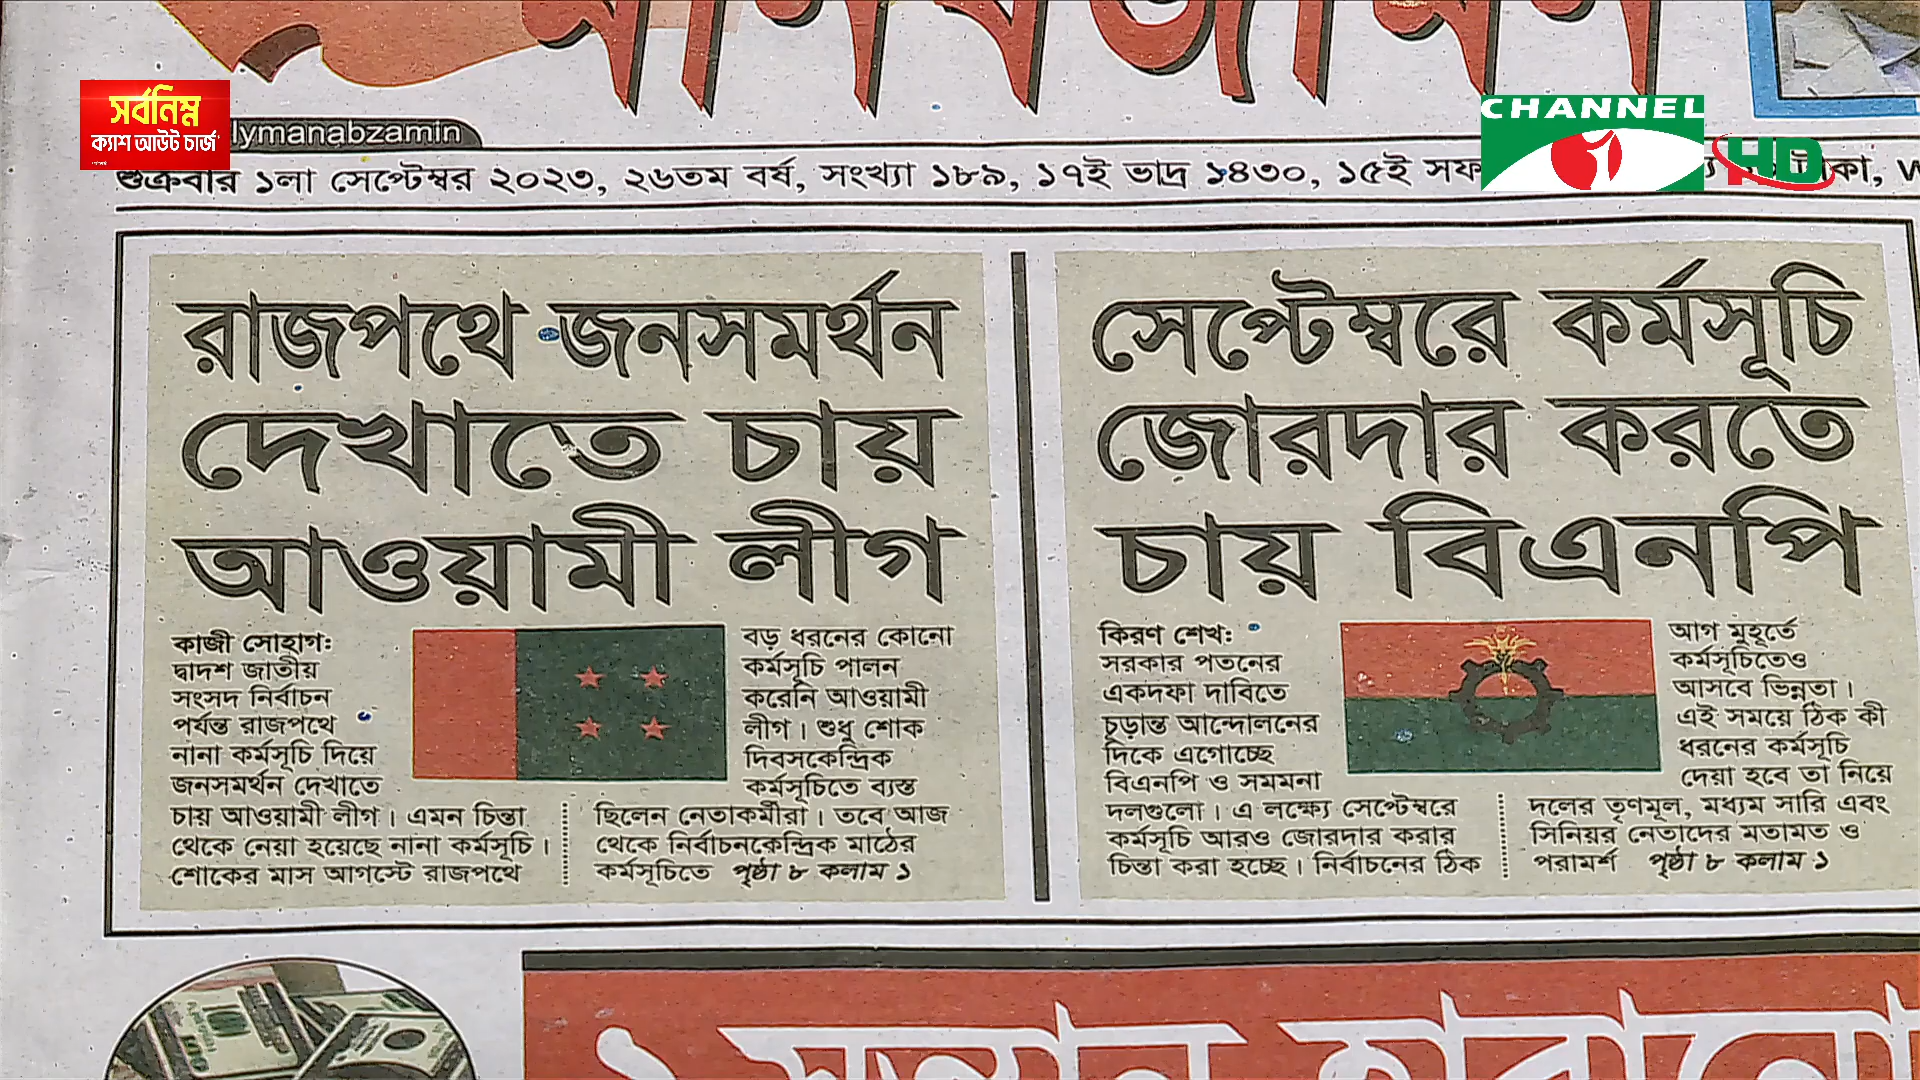 মানবজমিন
সর্বনিম্ন
ক্যাশ আউট চার্জ
lymanabzamin
CHANNEL
HD
শুক্রবার ১লা সেপ্টেম্বর ২০২৩, ২৬তম বর্ষ, সংখ্যা ১৮৯, ১৭ই ভাদ্র ১৪৩০, ১৫ই সফ
রাজপথে জনসমর্থন
দেখাতে চায়
আওয়ামী লীগ
কাজী সোহাগ:
দ্বাদশ জাতীয়
সংসদ নির্বাচন
পর্যন্ত রাজপথে
নানা কর্মসূচি দিয়ে
জনসমর্থন দেখাতে
চায় আওয়ামী লীগ। এমন চিন্তা
থেকে নেয়া হয়েছে নানা কর্মসূচি।
শোকের মাস আগস্টে রাজপথে
বড় ধরনের কোনো
কর্মসূচি পালন
করেনি আওয়ামী
লীগ। শুধু শোক
দিবসকেন্দ্রিক
কর্মসূচিতে ব্যস্ত
ছিলেন নেতাকর্মীরা। তবে আজ
থেকে নির্বাচনকেন্দ্রিক মাঠের
কর্মসূচিতে পৃষ্ঠা ৮ কলাম ১
সেপ্টেম্বরে কর্মসূচি
জোরদার করতে
চায় বিএনপি
কিরণ শেখ:
সরকার পতনের
একদফা দাবিতে
চূড়ান্ত আন্দোলনের
দিকে এগোচ্ছে
বিএনপি ও সমমনা
দলগুলো। এ লক্ষ্যে সেপ্টেম্বরে
কর্মসূচি আরও জোরদার করার
চিন্তা করা হচ্ছে। নির্বাচনের ঠিক
আগ মুহূর্তে
কর্মসূচিতেও
আসবে ভিন্নতা।
এই সময়ে ঠিক কী
ধরনের কর্মসূচি
দেয়া হবে তা নিয়ে
দলের তৃণমূল, মধ্যম সারি এবং
সিনিয়র নেতাদের মতামত ও
পরামর্শ পৃষ্ঠা ৮ কলাম ১
সন্তান হারানো